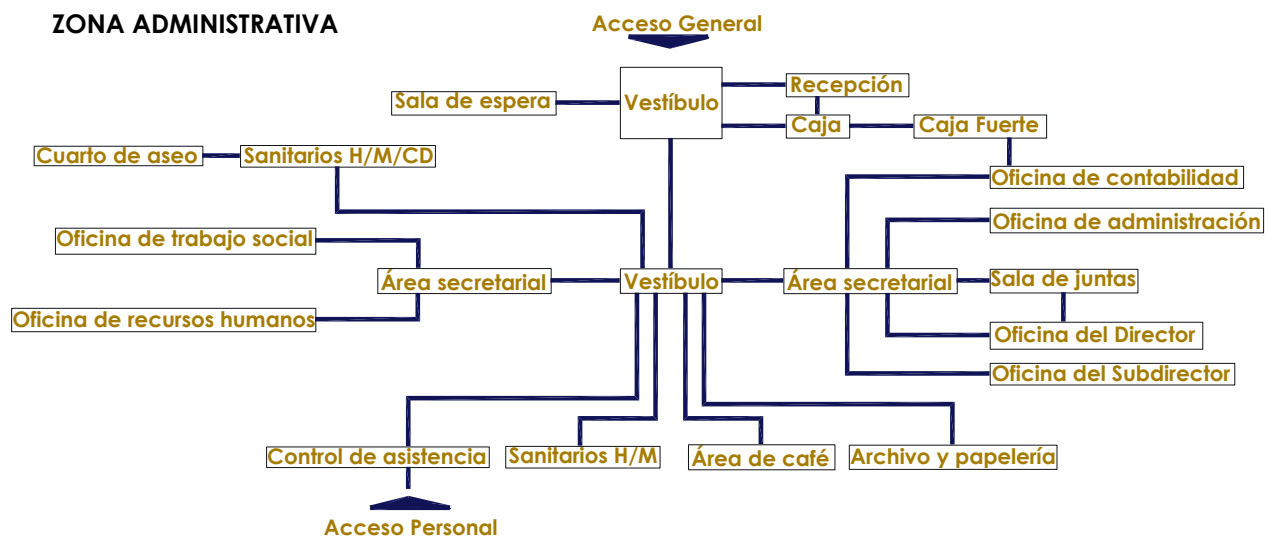 ZONA ADMINISTRATIVA
Acceso General
Recepción
Sala de espera
Vestíbulo
Caja
Caja Fuerte
Cuarto de aseo
Sanitarios H/M/CD
Oficina de contabilidad
Oficina de administración
Oficina de trabajo social
Área secretarial
Vestíbulo
Área secretarial
Sala de juntas
Oficina de recursos humanos
Oficina del Director
Oficina del Subdirector
Control de asistencia
Sanitarios H/M
Área de café
Archivo y papelería
Acceso Personal